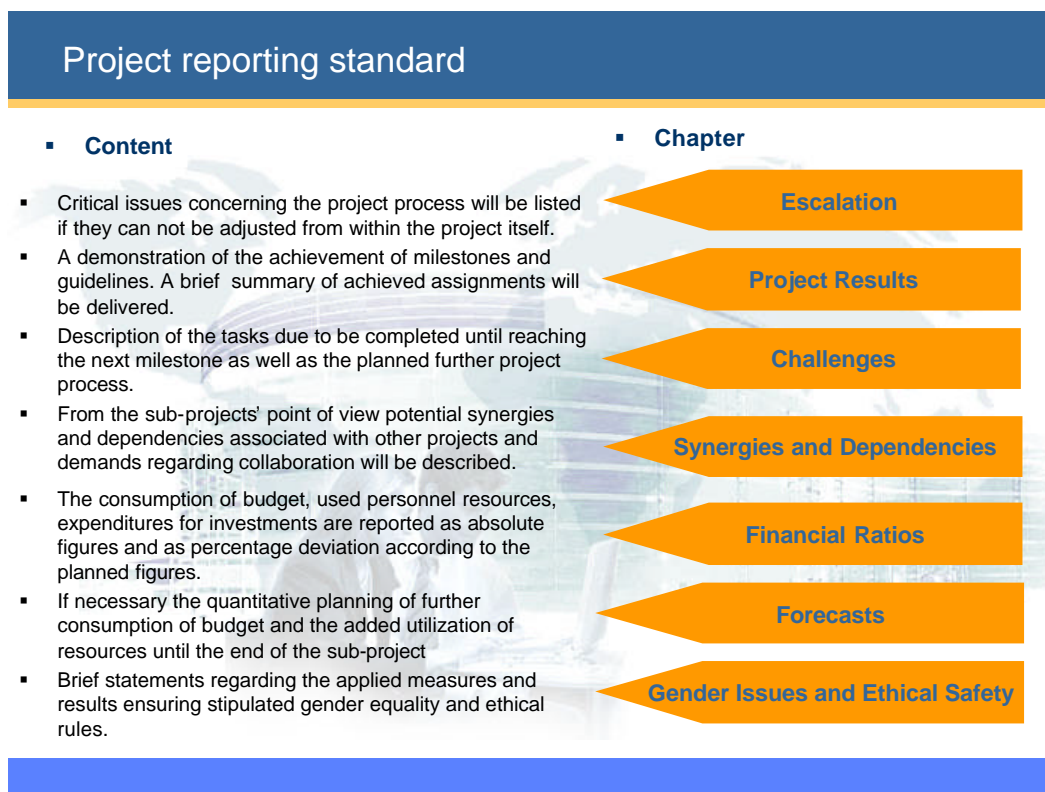 Project reporting standard
▪ Content
▪ Critical issues concerning the project process will be listed
if they can not be adjusted from within the project itself.
▪ A demonstration of the achievement of milestones and
guidelines. A brief  summary of achieved assignments will
be delivered.
▪ Description of the tasks due to be completed until reaching
the next milestone as well as the planned further project
process.
▪ From the sub-projects' point of view potential synergies
and dependencies associated with other projects and
demands regarding collaboration will be described.
▪ The consumption of budget, used personnel resources,
expenditures for investments are reported as absolute
figures and as percentage deviation according to the
planned figures.
▪ If necessary the quantitative planning of further
consumption of budget and the added utilization of
resources until the end of the sub-project
▪ Brief statements regarding the applied measures and
results ensuring stipulated gender equality and ethical
rules.
▪ Chapter
Escalation
Project Results
Challenges
Synergies and Dependencies
Financial Ratios
Forecasts
Gender Issues and Ethical Safety